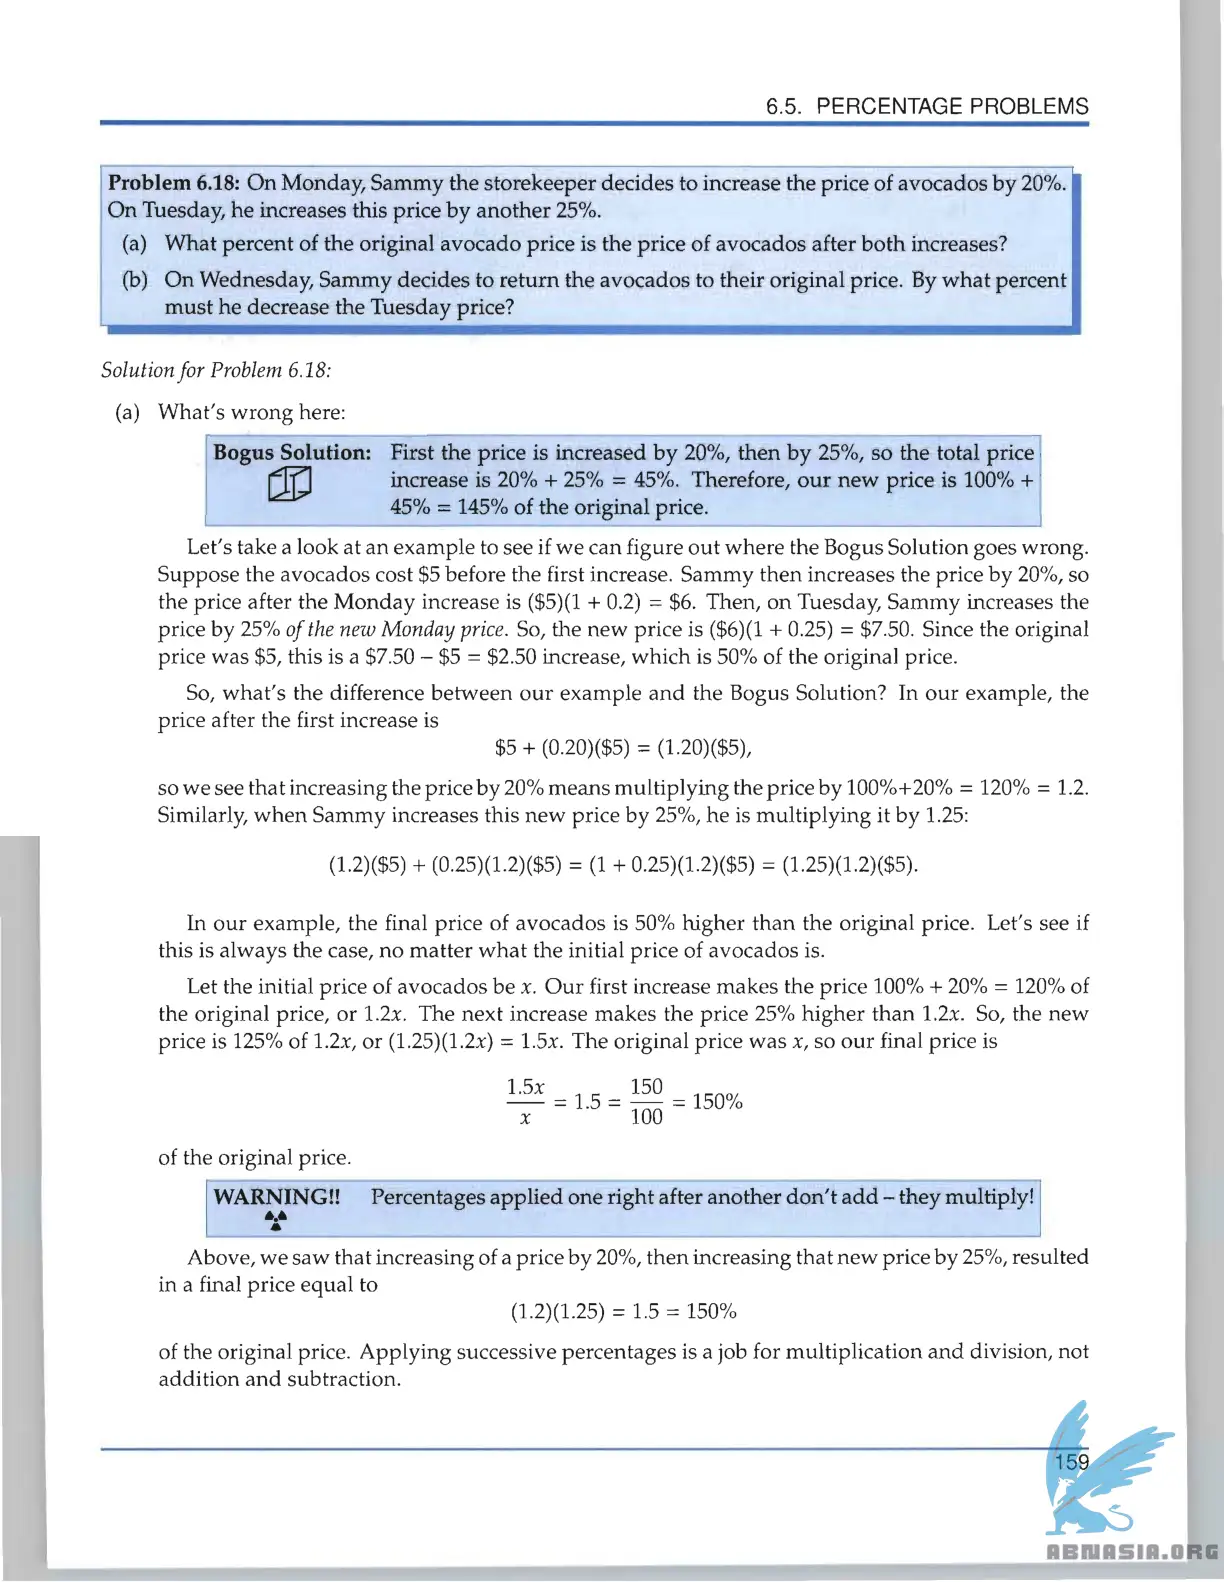 6.5. PERCENTAGE PROBLEMS
Problem 6.18: On Monday, Sammy the storekeeper decides to increase the price of avocados by 20%.
On Tuesday, he increases this price by another 25%.
(a) What percent of the original avocado price is the price of avocados after both increases?
(b) On Wednesday, Sammy decides to return the avocados to their original price. By what percent
must he decrease the Tuesday price?
Solution for Problem 6.18:
(a) What's wrong here:
Bogus Solution: First the price is increased by 20%, then by 25%, so the total price
increase is 20% + 25% = 45%. Therefore, our new price is 100% +
45% = 145% of the original price.
Let's take a look at an example to see if we can figure out where the Bogus Solution goes wrong.
Suppose the avocados cost $5 before the first increase. Sammy then increases the price by 20%, so
the price after the Monday increase is ($5)(1 + 0.2) = $6. Then, on Tuesday, Sammy increases the
price by 25% of the new Monday price. So, the new price is ($6)(1 + 0.25) = $7.50. Since the original
price was $5, this is a $7.50 – $5 = $2.50 increase, which is 50% of the original price.
So, what's the difference between our example and the Bogus Solution? In our example, the
price after the first increase is
$5 + (0.20)($5) = (1.20)($5),
so we see that increasing the price by 20% means multiplying the price by 100%+20% = 120% = 1.2.
Similarly, when Sammy increases this new price by 25%, he is multiplying it by 1.25:
(1.2)($5) + (0.25)(1.2)($5) = (1 + 0.25)(1.2)($5) = (1.25)(1.2)($5).
In our example, the final price of avocados is 50% higher than the original price. Let's see if
this is always the case, no matter what the initial price of avocados is.
Let the initial price of avocados be x. Our first increase makes the price 100% + 20% = 120% of
the original price, or 1.2x. The next increase makes the price 25% higher than 1.2x. So, the new
price is 125% of 1.2x, or (1.25)(1.2x) = 1.5x. The original price was x, so our final price is
1.5x/x = 1.5 = 150/100 = 150%
of the original price.
WARNING!! Percentages applied one right after another don't add – they multiply!
Above, we saw that increasing of a price by 20%, then increasing that new price by 25%, resulted
in a final price equal to
(1.2)(1.25) = 1.5 = 150%
of the original price. Applying successive percentages is a job for multiplication and division, not
addition and subtraction.
159
ABNASIA.ORG